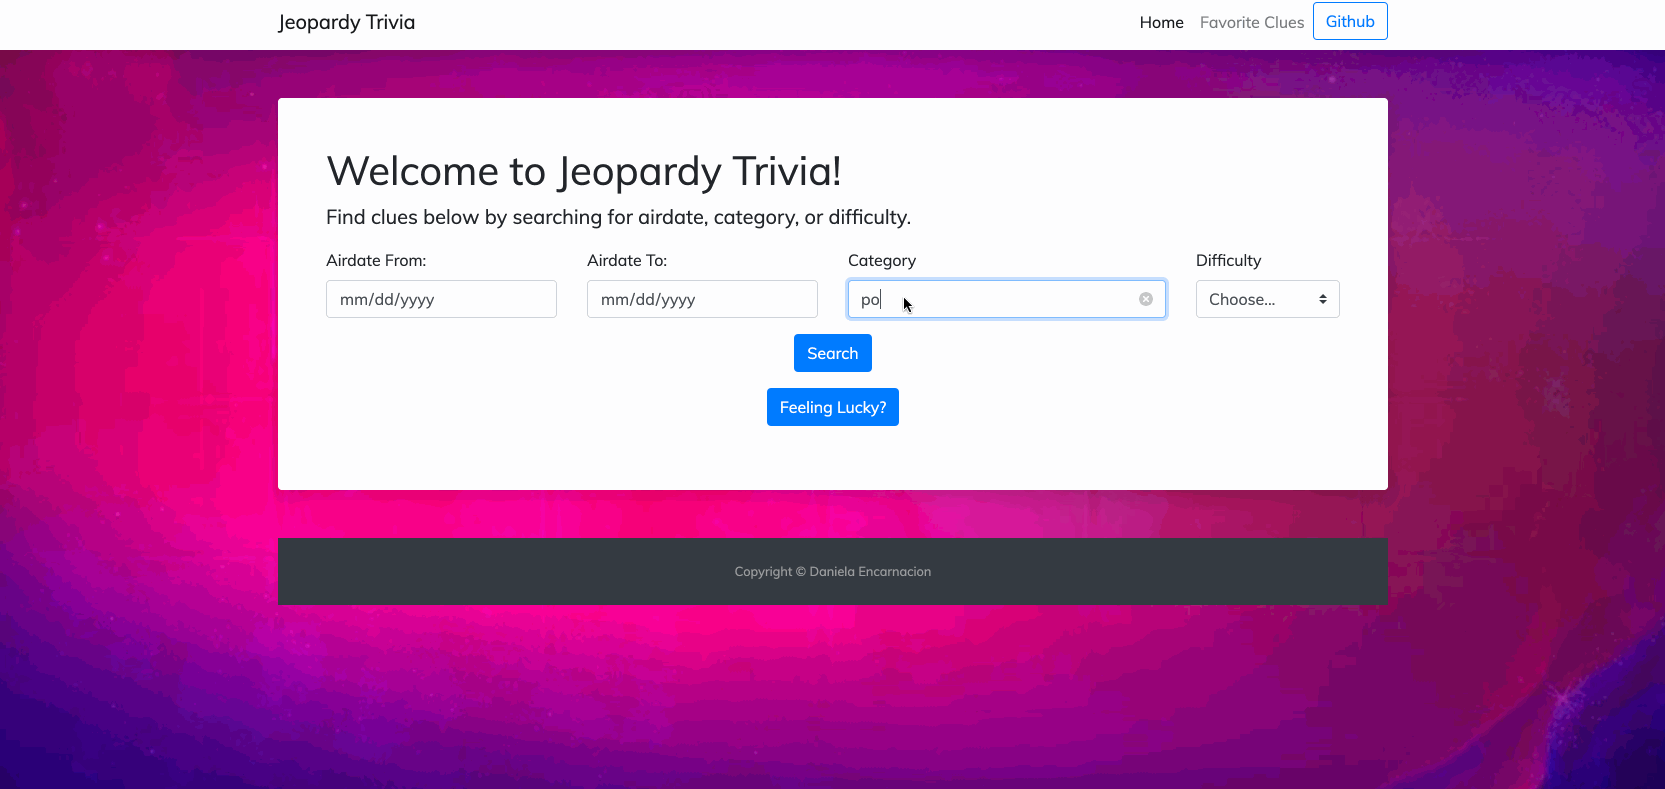 Jeopardy Trivia Home Favorite Clues Github
Welcome to Jeopardy Trivia!
Find clues below by searching for airdate, category, or difficulty.
Airdate From: Airdate To: Category Difficulty
mm/dd/yyyy mm/dd/yyyy po Choose...
Search
Feeling Lucky?
Copyright © Daniela Encarnacion